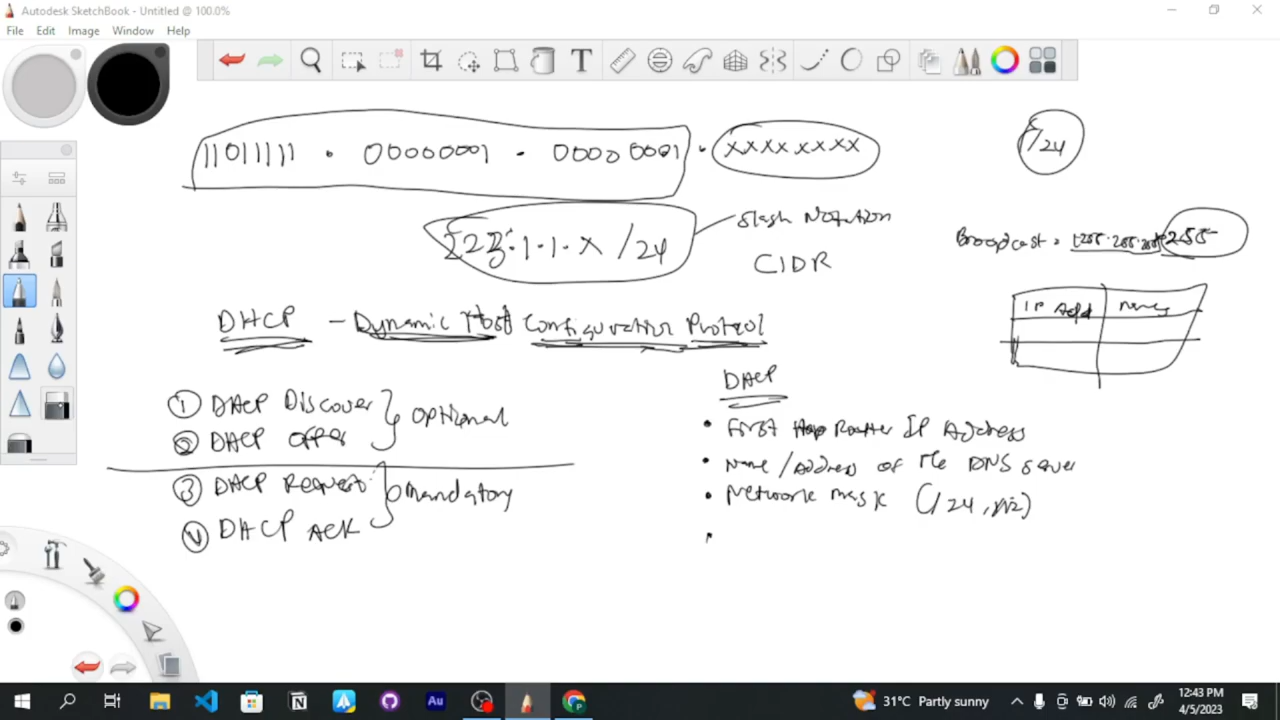 Autodesk SketchBook - Untitled @ 100.0%
File Edit Image Window Help
T
11011111 . 00000001 . 00000001 . XXXXXXXX
/24
223.1.1.X /24
Slash Notation
CIDR
Broadcast = 255.255.255.255
IP Add
DHCP - Dynamic Host Configuration Protocol
DHCP
① DHCP Discover
② DHCP offer
optional
③ DHCP Request
④ DHCP Ack
mandatory
• First Hop Router IP Address
• Name/Address of the DNS server
• Network mask (/24,
•
Au
31°C Partly sunny
12:43 PM
4/5/2023